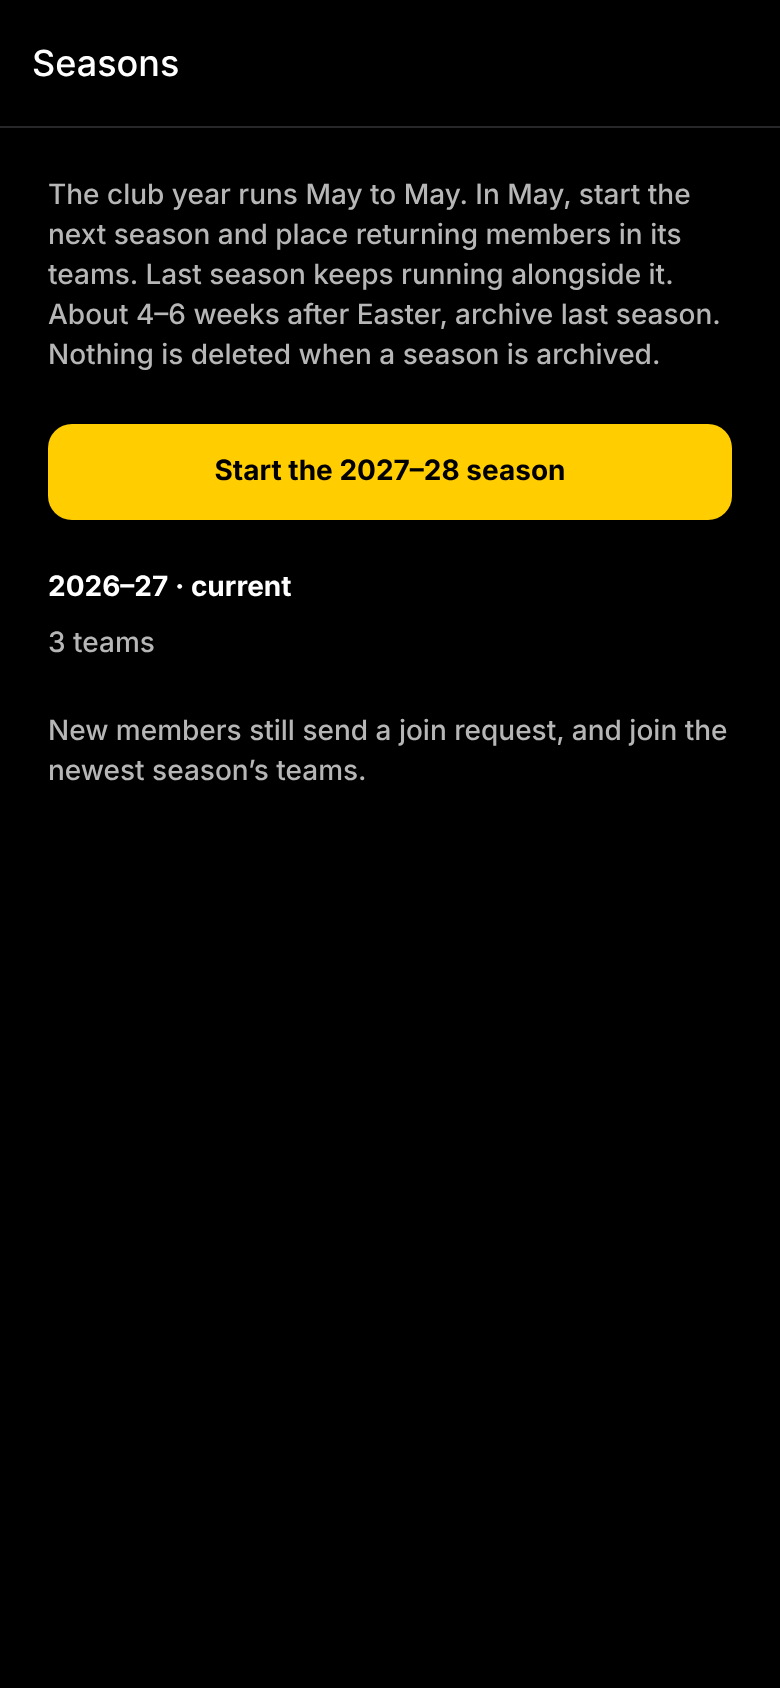 Seasons
The club year runs May to May. In May, start the
next season and place returning members in its
teams. Last season keeps running alongside it.
About 4–6 weeks after Easter, archive last season.
Nothing is deleted when a season is archived.
Start the 2027–28 season
2026–27 · current
3 teams
New members still send a join request, and join the
newest season’s teams.